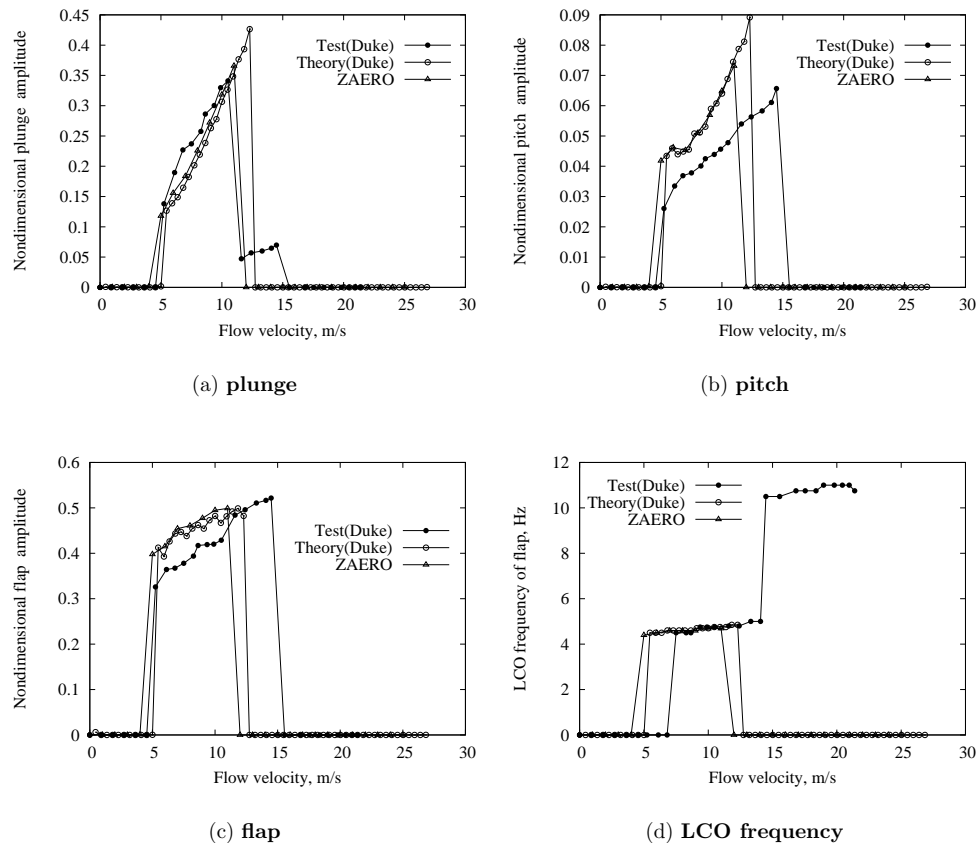 Nondimensional plunge amplitude
0.45
0.4
0.35
0.3
0.25
0.2
0.15
0.1
0.05
0
Test(Duke)
Theory(Duke)
ZAERO
0 5 10 15 20 25 30
Flow velocity, m/s
(a) plunge
Nondimensional pitch amplitude
0.09
0.08
0.07
0.06
0.05
0.04
0.03
0.02
0.01
0
Test(Duke)
Theory(Duke)
ZAERO
0 5 10 15 20 25 30
Flow velocity, m/s
(b) pitch
Nondimensional flap amplitude
0.6
0.5
0.4
0.3
0.2
0.1
0
Test(Duke)
Theory(Duke)
ZAERO
0 5 10 15 20 25 30
Flow velocity, m/s
(c) flap
LCO frequency of flap, Hz
12
10
8
6
4
2
0
Test(Duke)
Theory(Duke)
ZAERO
0 5 10 15 20 25 30
Flow velocity, m/s
(d) LCO frequency